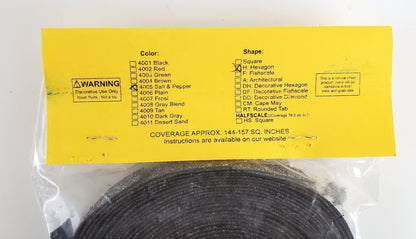 WARNING
Decorative Use Only
Small Parts - Not a toy
Color:
4001 Black
4002 Red
4003 Green
4004 Brown
4005 Salt & Pepper
4006 Plain
4007 Frost
4008 Gray Blend
4009 Tan
4010 Dark Gray
4011 Desert Sand
Shape:
Square
H: Hexagon
F: Fishscale
A: Architectural
DH: Decorative Hexagon
DF: Decorative Fishscale
DD: Decorative Diamond
CM: Cape May
RT: Rounded Tab
HALFSCALE:
HS: Square
COVERAGE APPROX. 144-157 SQ. INCHES
Instructions are available on our website